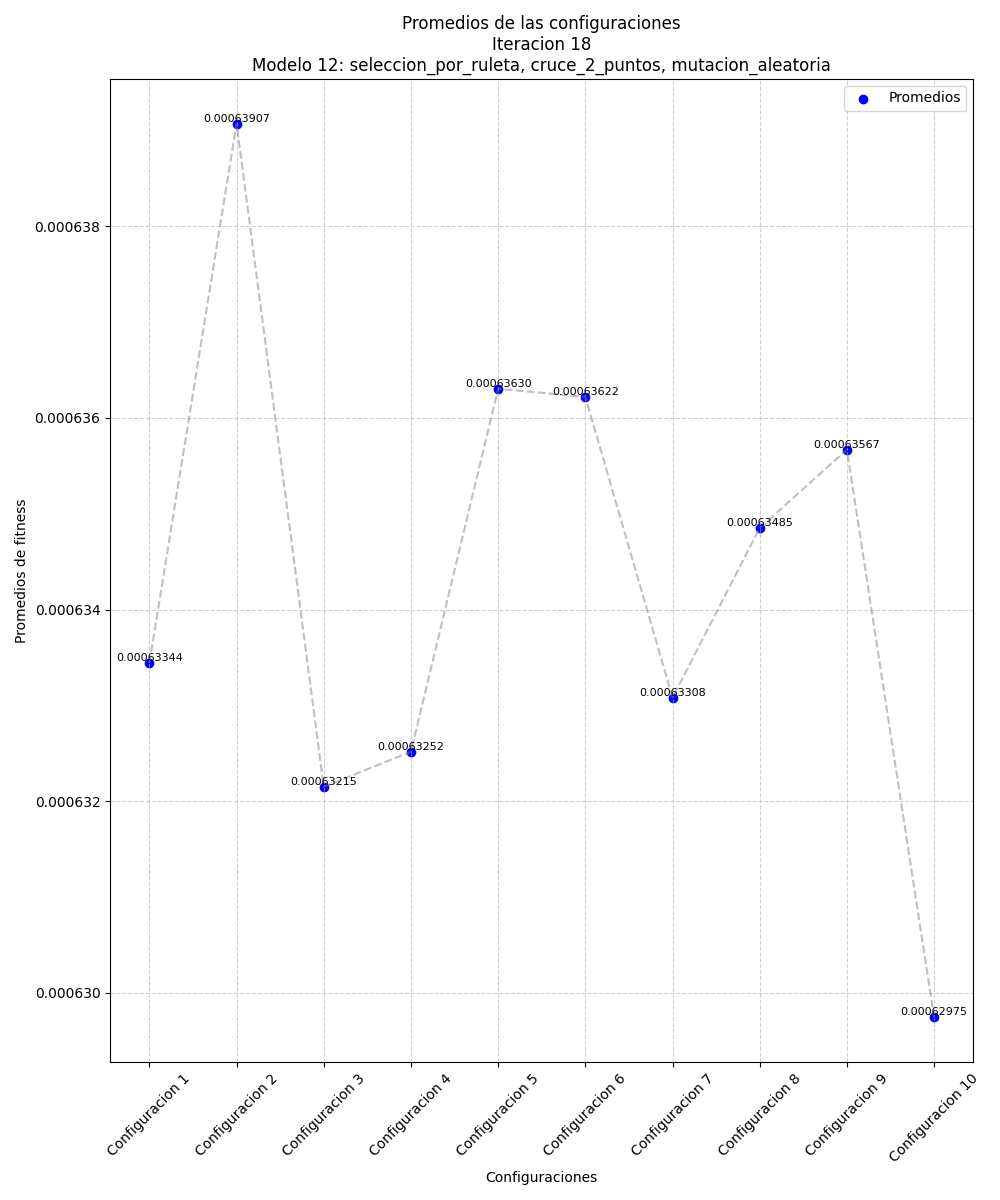 Promedios de las configuraciones
Iteracion 18
Modelo 12: seleccion_por_ruleta, cruce_2_puntos, mutacion_aleatoria
Promedios
0.00063907
0.000638
0.00063630
0.00063622
0.000636
0.00063567
0.00063485
Promedios de fitness
0.000634
0.00063344
0.00063308
0.00063252
0.00063215
0.000632
0.000630
0.00062975
Configuracion 1
Configuracion 2
Configuracion 3
Configuracion 4
Configuracion 5
Configuracion 6
Configuracion 7
Configuracion 8
Configuracion 9
Configuracion 10
Configuraciones